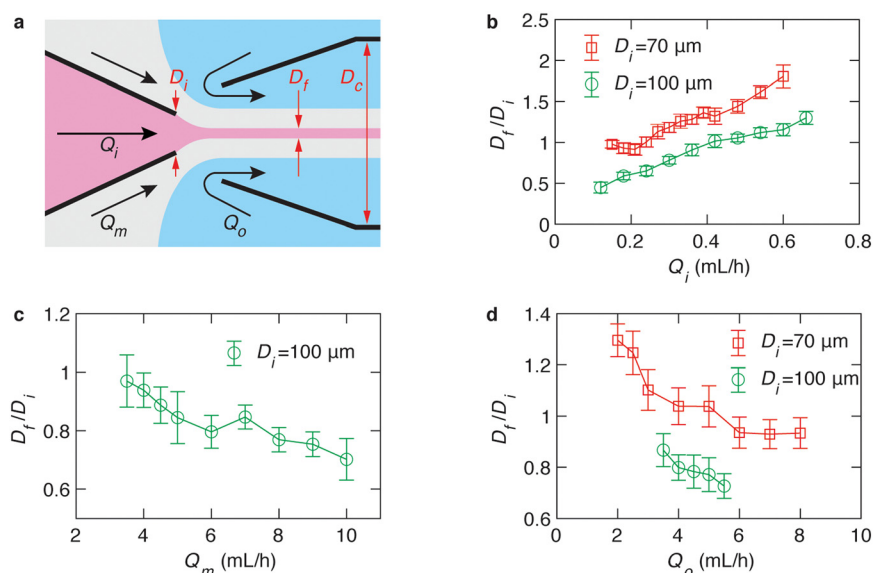 a
D_i
D_f
D_c
Q_i
Q_m
Q_o
b
D_i=70 μm
D_i=100 μm
D_f/D_i
2.5
2
1.5
1
0.5
0
0.2
0.4
0.6
0.8
Q_i (mL/h)
c
D_i=100 μm
D_f/D_i
1.2
1
0.8
0.6
2
4
6
8
10
Q_m (mL/h)
d
D_i=70 μm
D_i=100 μm
D_f/D_i
1.4
1.2
1
0.8
0.6
0
2
4
6
8
10
Q_o (mL/h)